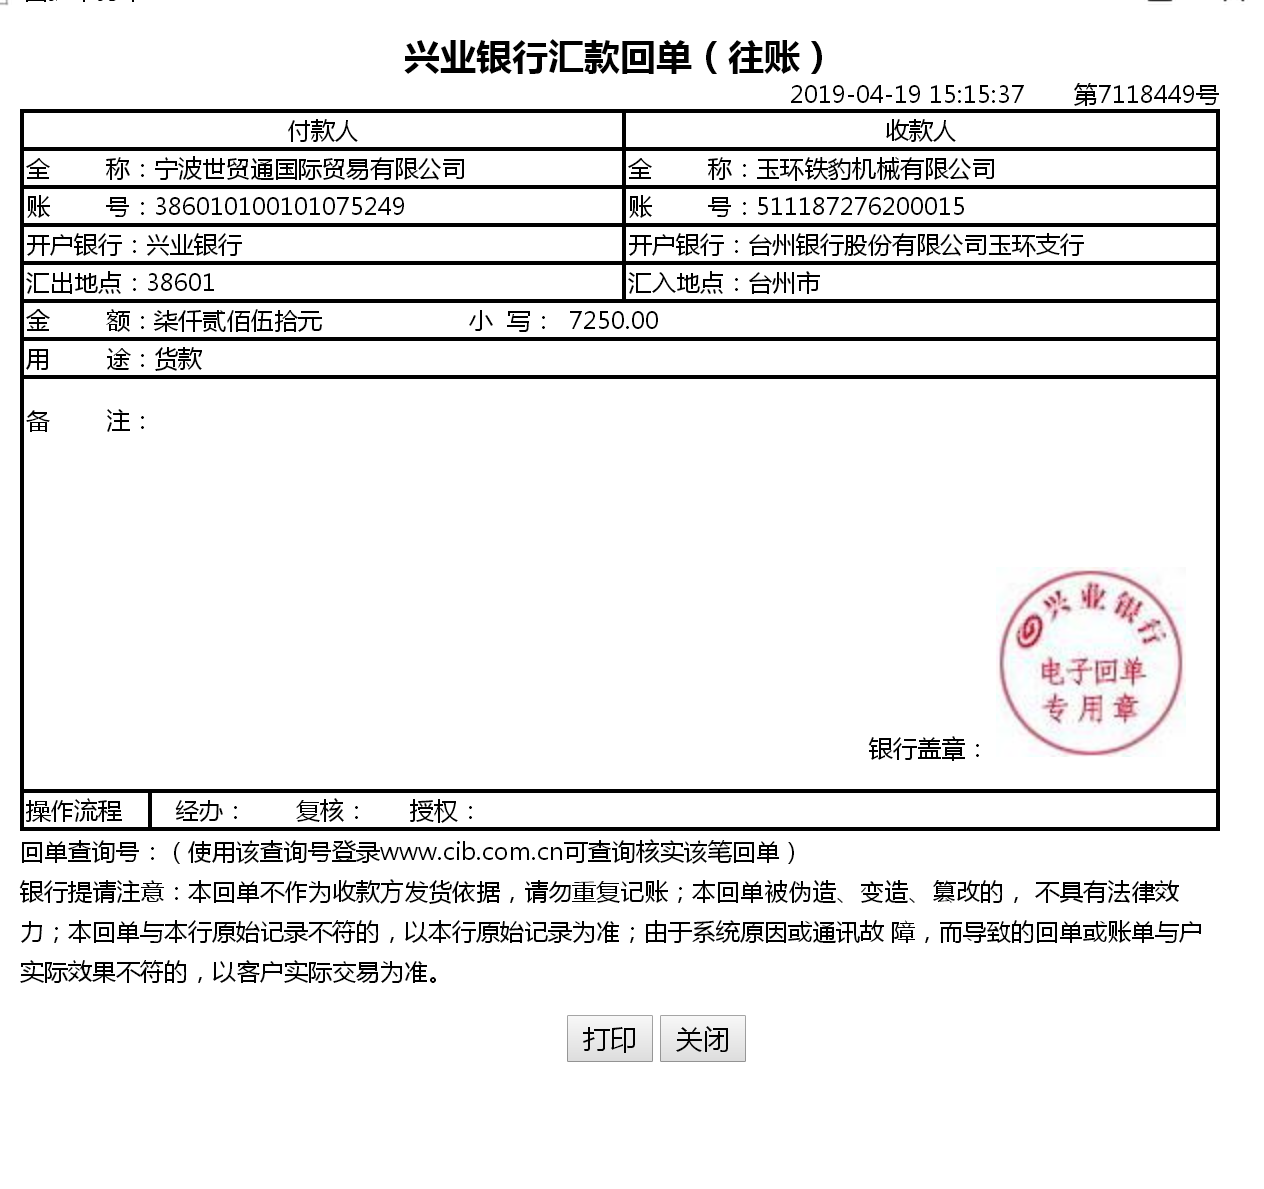 兴业银行汇款回单（往账）
2019-04-19 15:15:37 第7118449号
付款人 收款人
全 称：宁波世贸通国际贸易有限公司 全 称：玉环铁豹机械有限公司
账 号：386010100101075249 账 号：511187276200015
开户银行：兴业银行 开户银行：台州银行股份有限公司玉环支行
汇出地点：38601 汇入地点：台州市
金 额：柒仟贰佰伍拾元 小 写： 7250.00
用 途：货款
备 注：
兴业银行
电子回单
专用章
银行盖章：
操作流程 经办： 复核： 授权：
回单查询号：（使用该查询号登录www.cib.com.cn可查询核实该笔回单）
银行提请注意：本回单不作为收款方发货依据，请勿重复记账；本回单被伪造、变造、篡改的， 不具有法律效
力；本回单与本行原始记录不符的，以本行原始记录为准；由于系统原因或通讯故 障，而导致的回单或账单与户
实际效果不符的，以客户实际交易为准。
打印 关闭